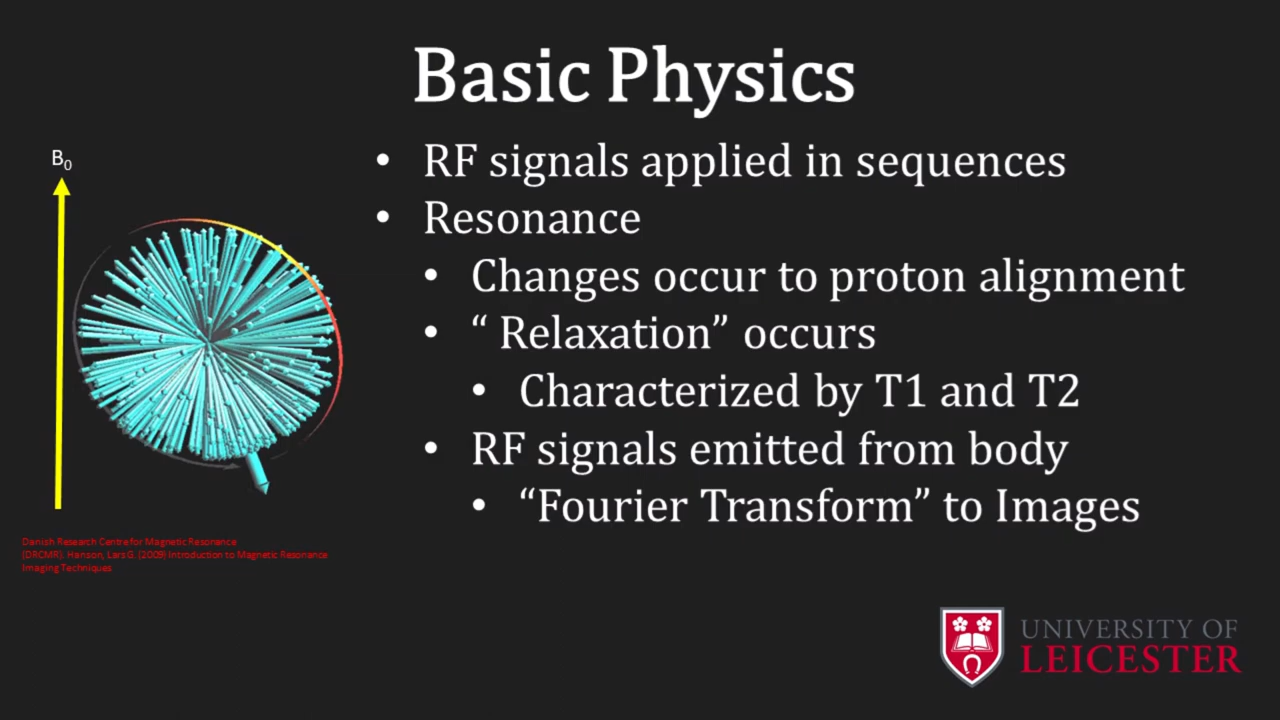 Basic Physics
B₀
• RF signals applied in sequences
• Resonance
• Changes occur to proton alignment
• “ Relaxation” occurs
• Characterized by T1 and T2
• RF signals emitted from body
• “Fourier Transform” to Images
Danish Research Centre for Magnetic Resonance
(DRCMR). Hanson, Lars G. (2009) Introduction to Magnetic Resonance
Imaging Techniques
UNIVERSITY OF
LEICESTER